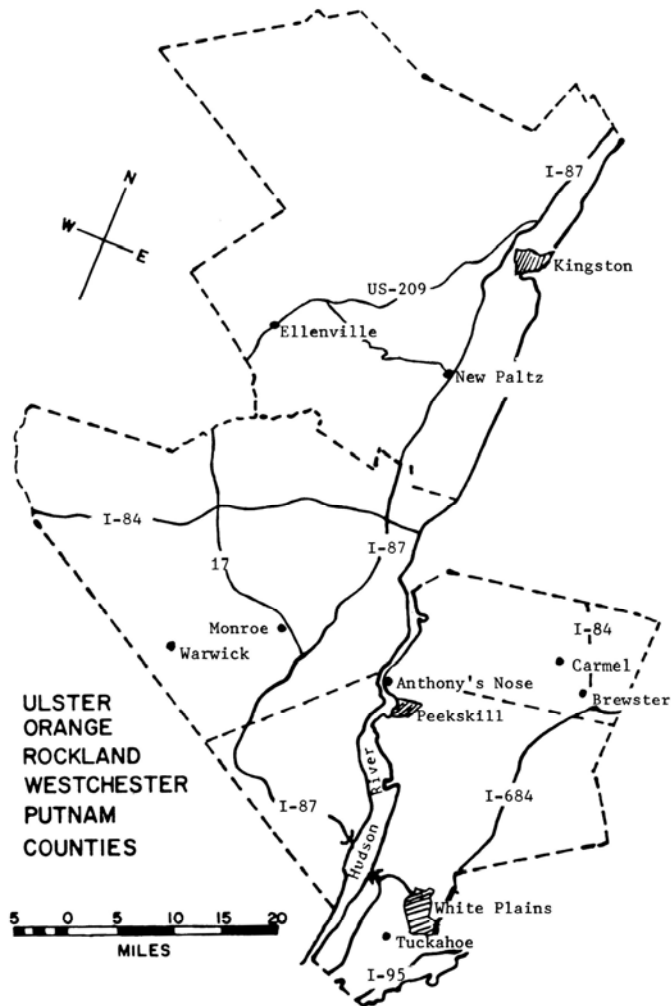 N
W
E
I-87
Kingston
US-209
Ellenville
New Paltz
I-84
I-87
17
I-84
Monroe
Warwick
Carmel
Anthony's Nose
Brewster
Peekskill
ULSTER
ORANGE
ROCKLAND
WESTCHESTER
PUTNAM
COUNTIES
Hudson River
I-684
I-87
White Plains
Tuckahoe
I-95
5 0 5 10 15 20
MILES